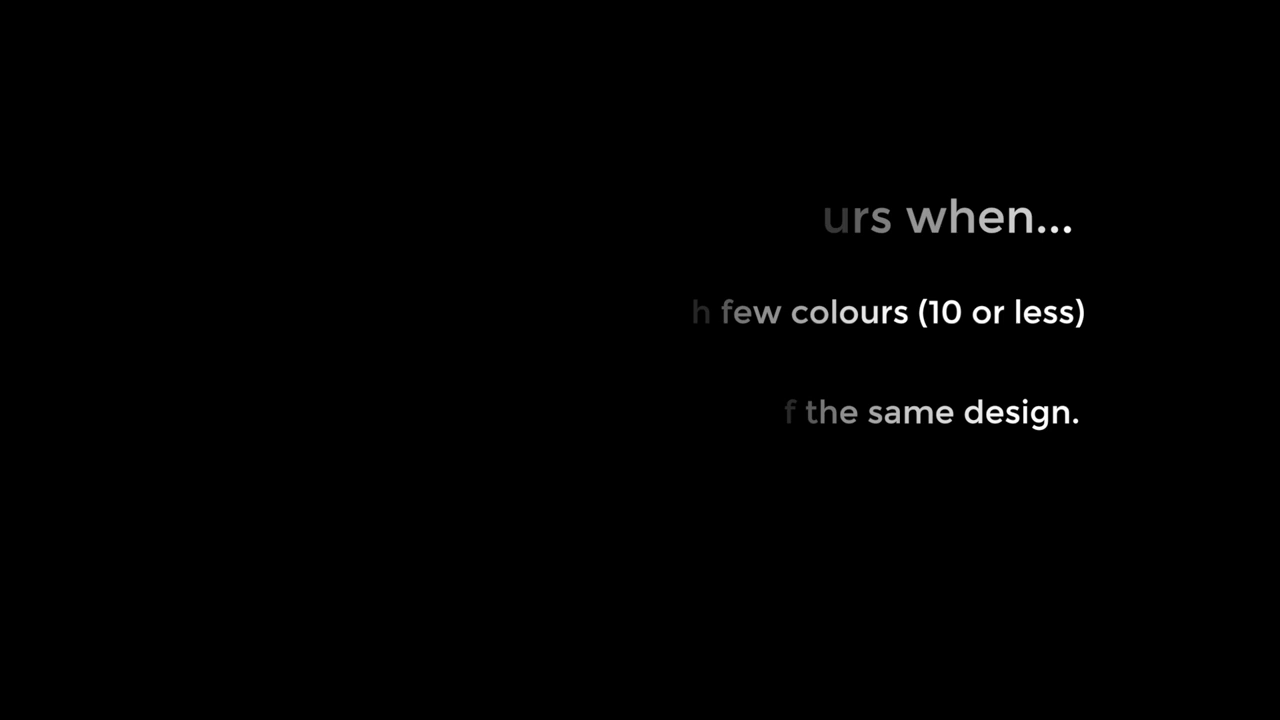 urs when...
h few colours (10 or less)
f the same design.